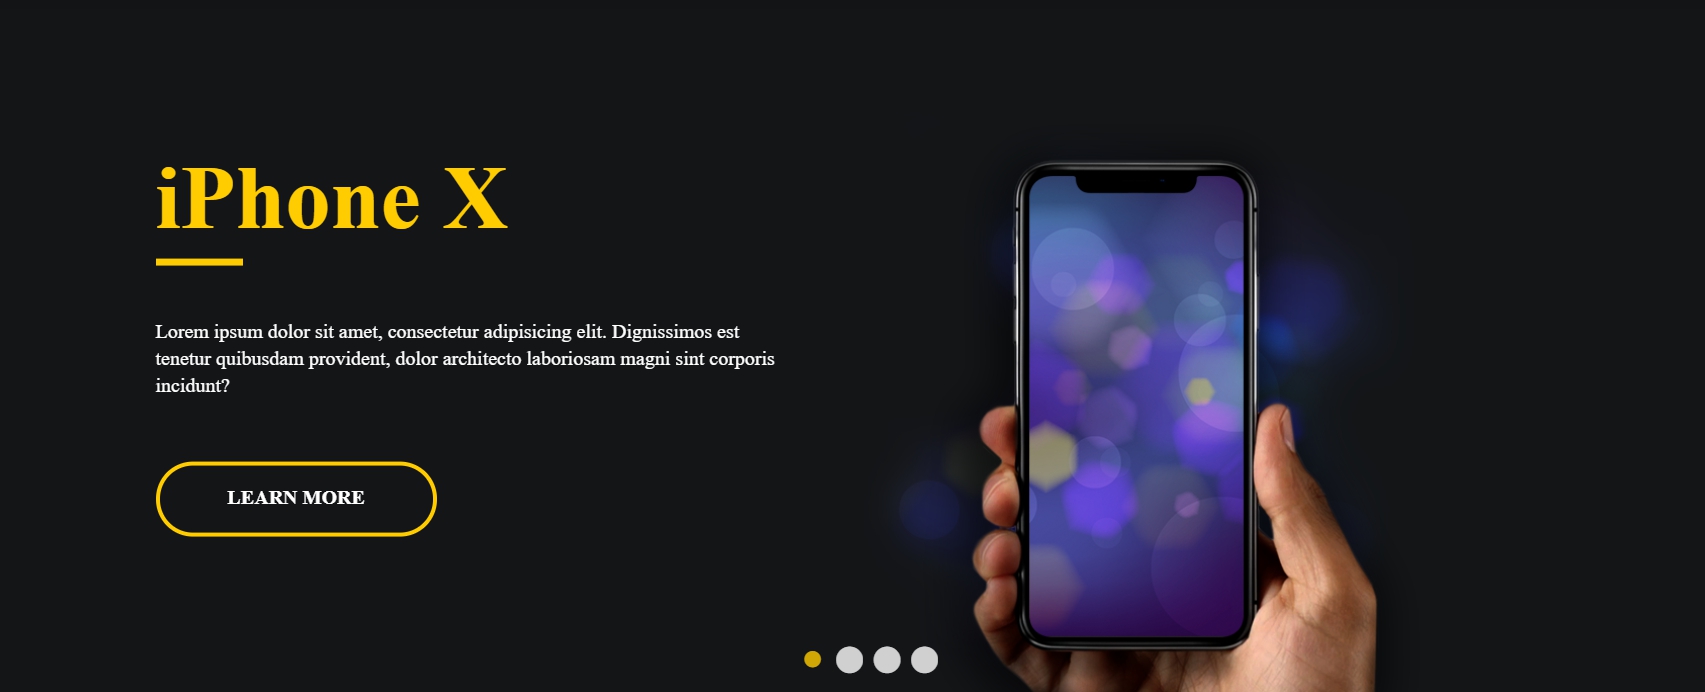 iPhone X
Lorem ipsum dolor sit amet, consectetur adipisicing elit. Dignissimos est
tenetur quibusdam provident, dolor architecto laboriosam magni sint corporis
incidunt?
LEARN MORE